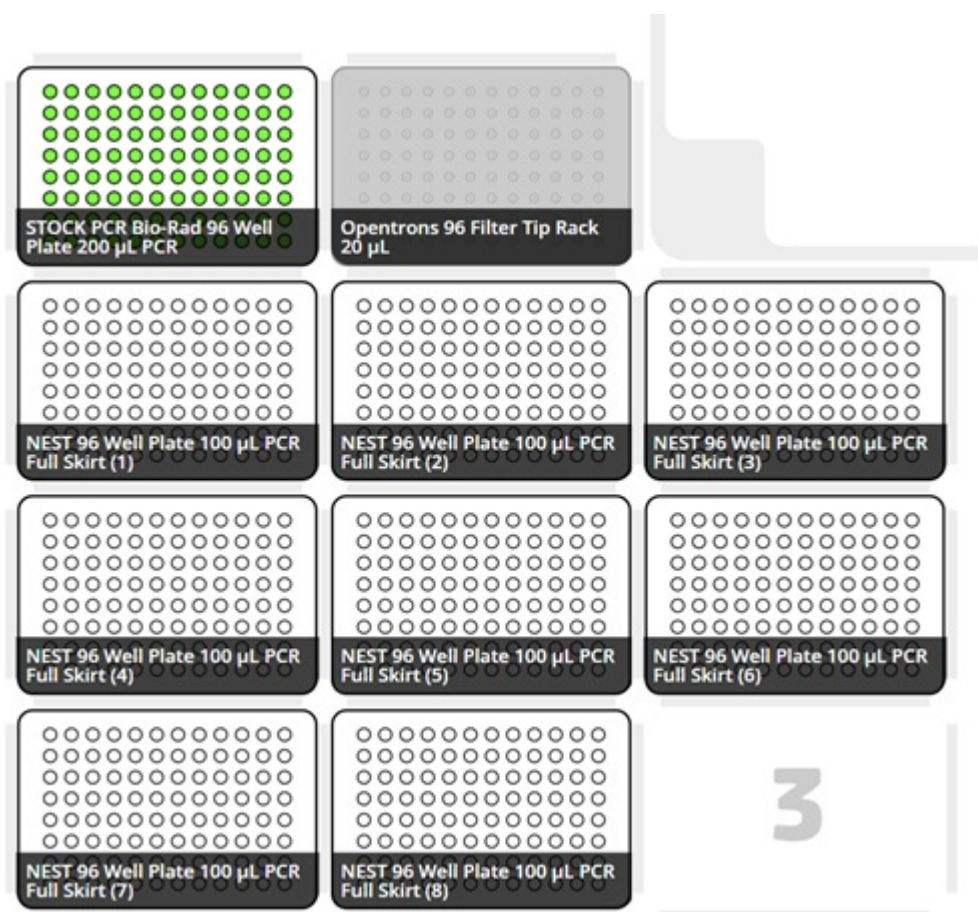 STOCK PCR Bio-Rad 96 Well
Plate 200 µL PCR
Opentrons 96 Filter Tip Rack
20 µL
NEST 96 Well Plate 100 µL PCR
Full Skirt (1)
NEST 96 Well Plate 100 µL PCR
Full Skirt (2)
NEST 96 Well Plate 100 µL PCR
Full Skirt (3)
NEST 96 Well Plate 100 µL PCR
Full Skirt (4)
NEST 96 Well Plate 100 µL PCR
Full Skirt (5)
NEST 96 Well Plate 100 µL PCR
Full Skirt (6)
NEST 96 Well Plate 100 µL PCR
Full Skirt (7)
NEST 96 Well Plate 100 µL PCR
Full Skirt (8)
3